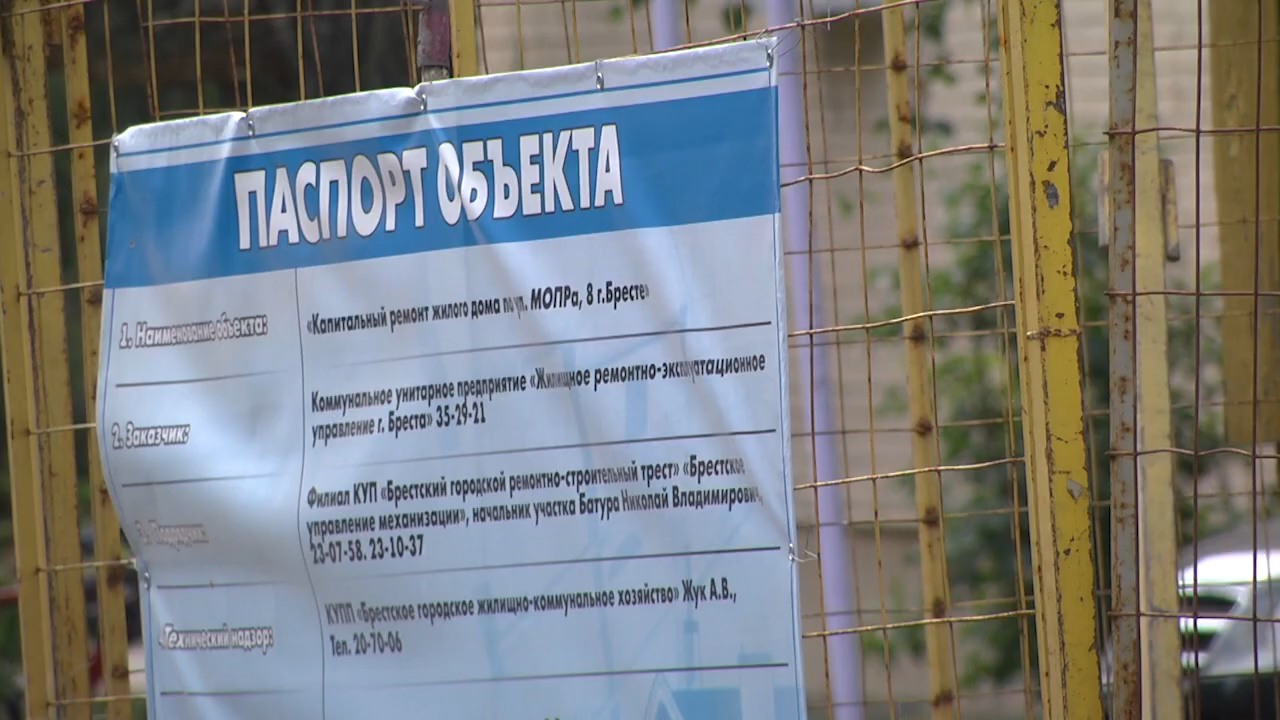 ПАСПОРТ ОБЪЕКТА
1. Наименование объекта:
«Капитальный ремонт жилого дома по ул. МОПРа, 8 г.Бресте»
2. Заказчик:
Коммунальное унитарное предприятие «Жилищное ремонтно-эксплуатационное
управление г. Бреста» 35-29-21
3. Подрядчик:
Филиал КУП «Брестский городской ремонтно-строительный трест» «Брестское
управление механизации», начальник участка Батура Николай Владимирович,
23-07-58. 23-10-37
4.Технический надзор:
КУПП «Брестское городское жилищно-коммунальное хозяйство» Жук А.В.,
Тел. 20-70-06